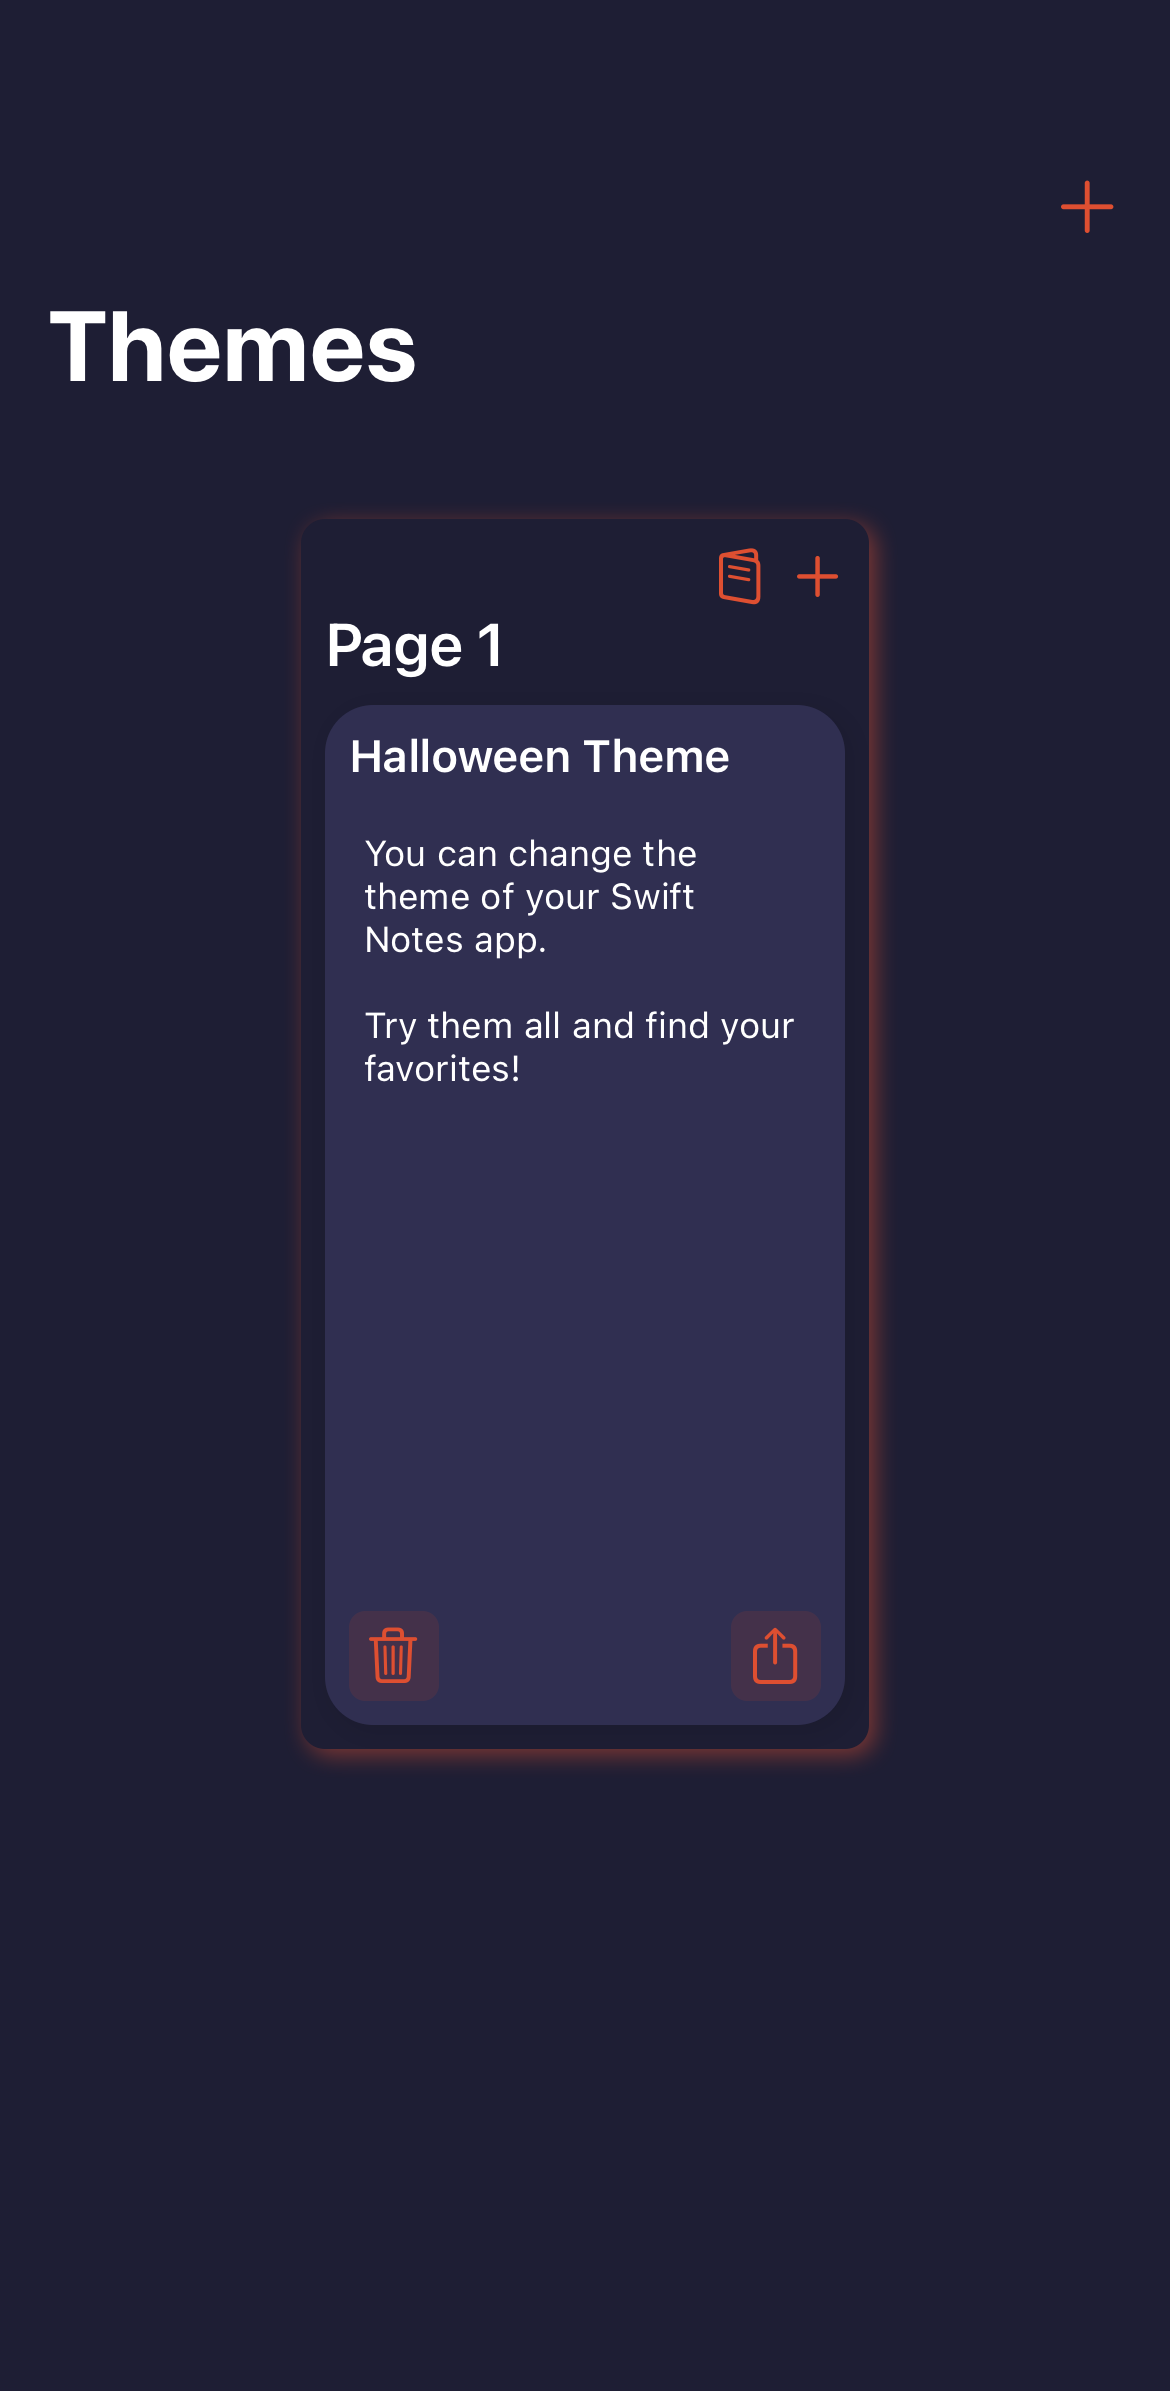 Themes
Page 1
Halloween Theme
You can change the
theme of your Swift
Notes app.
Try them all and find your
favorites!